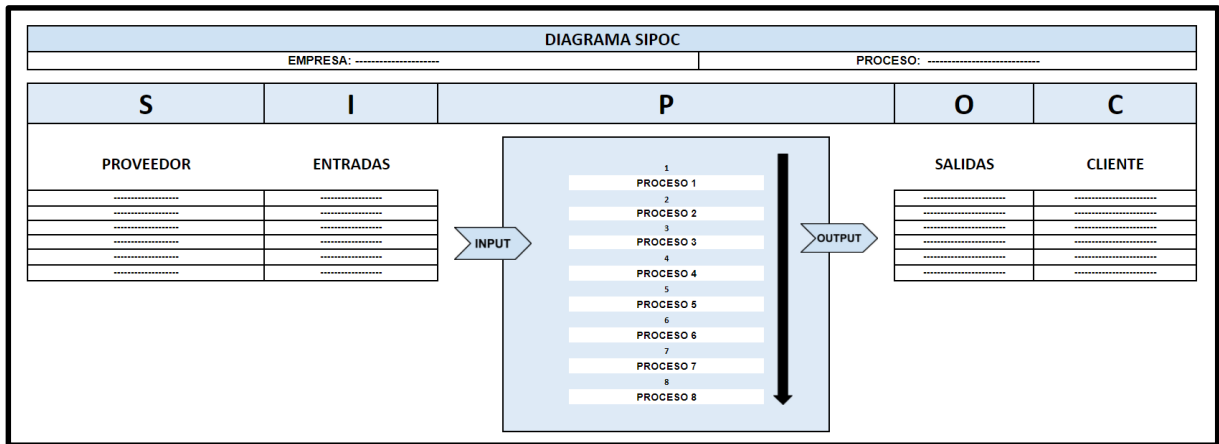 DIAGRAMA SIPOC
EMPRESA: --------------------- PROCESO: ----------------------------
S I P O C
PROVEEDOR ENTRADAS SALIDAS CLIENTE
1
PROCESO 1
2
PROCESO 2
3
PROCESO 3
INPUT OUTPUT
4
PROCESO 4
5
PROCESO 5
6
PROCESO 6
7
PROCESO 7
8
PROCESO 8